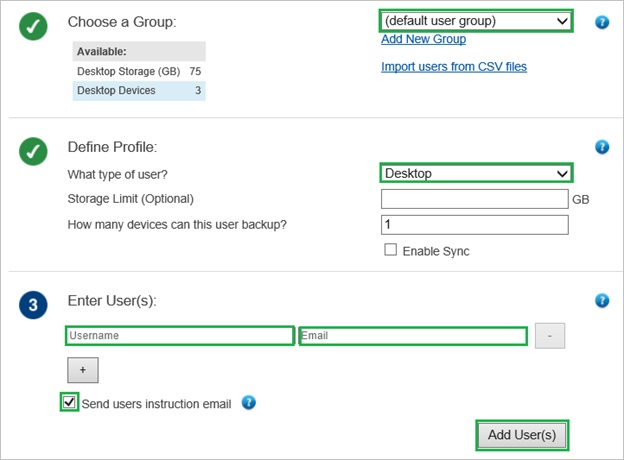 Choose a Group:
(default user group)
?
Add New Group
Available:
Desktop Storage (GB) 75
Import users from CSV files
Desktop Devices 3
Define Profile:
?
What type of user?
Desktop
Storage Limit (Optional)
GB
How many devices can this user backup?
1
Enable Sync
3
Enter User(s):
?
Username
Email
-
+
Send users instruction email
?
Add User(s)